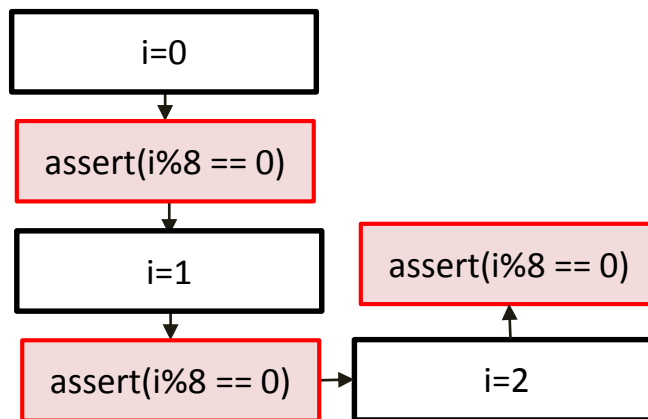 i=0
assert(i%8 == 0)
i=1
assert(i%8 == 0)
i=2
assert(i%8 == 0)